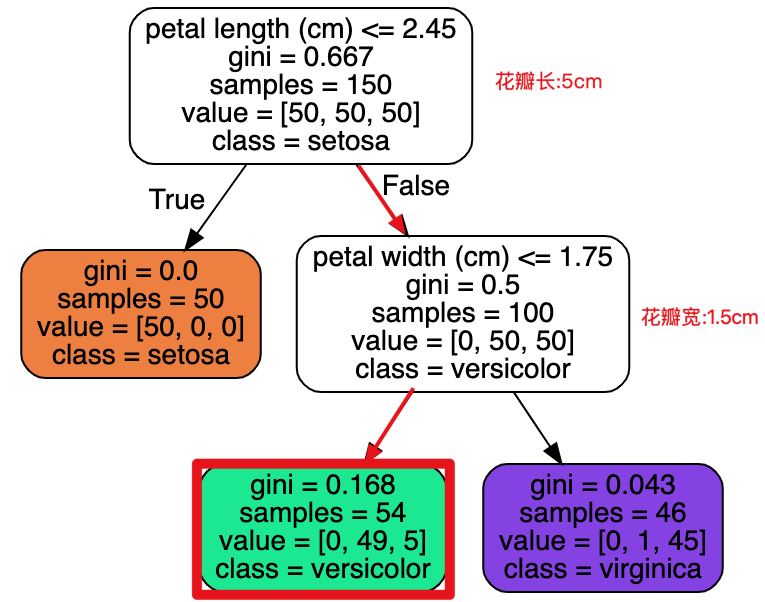 petal length (cm) <= 2.45
gini = 0.667
samples = 150
value = [50, 50, 50]
class = setosa
花瓣长:5cm
True
False
gini = 0.0
samples = 50
value = [50, 0, 0]
class = setosa
petal width (cm) <= 1.75
gini = 0.5
samples = 100
value = [0, 50, 50]
class = versicolor
花瓣宽:1.5cm
gini = 0.168
samples = 54
value = [0, 49, 5]
class = versicolor
gini = 0.043
samples = 46
value = [0, 1, 45]
class = virginica